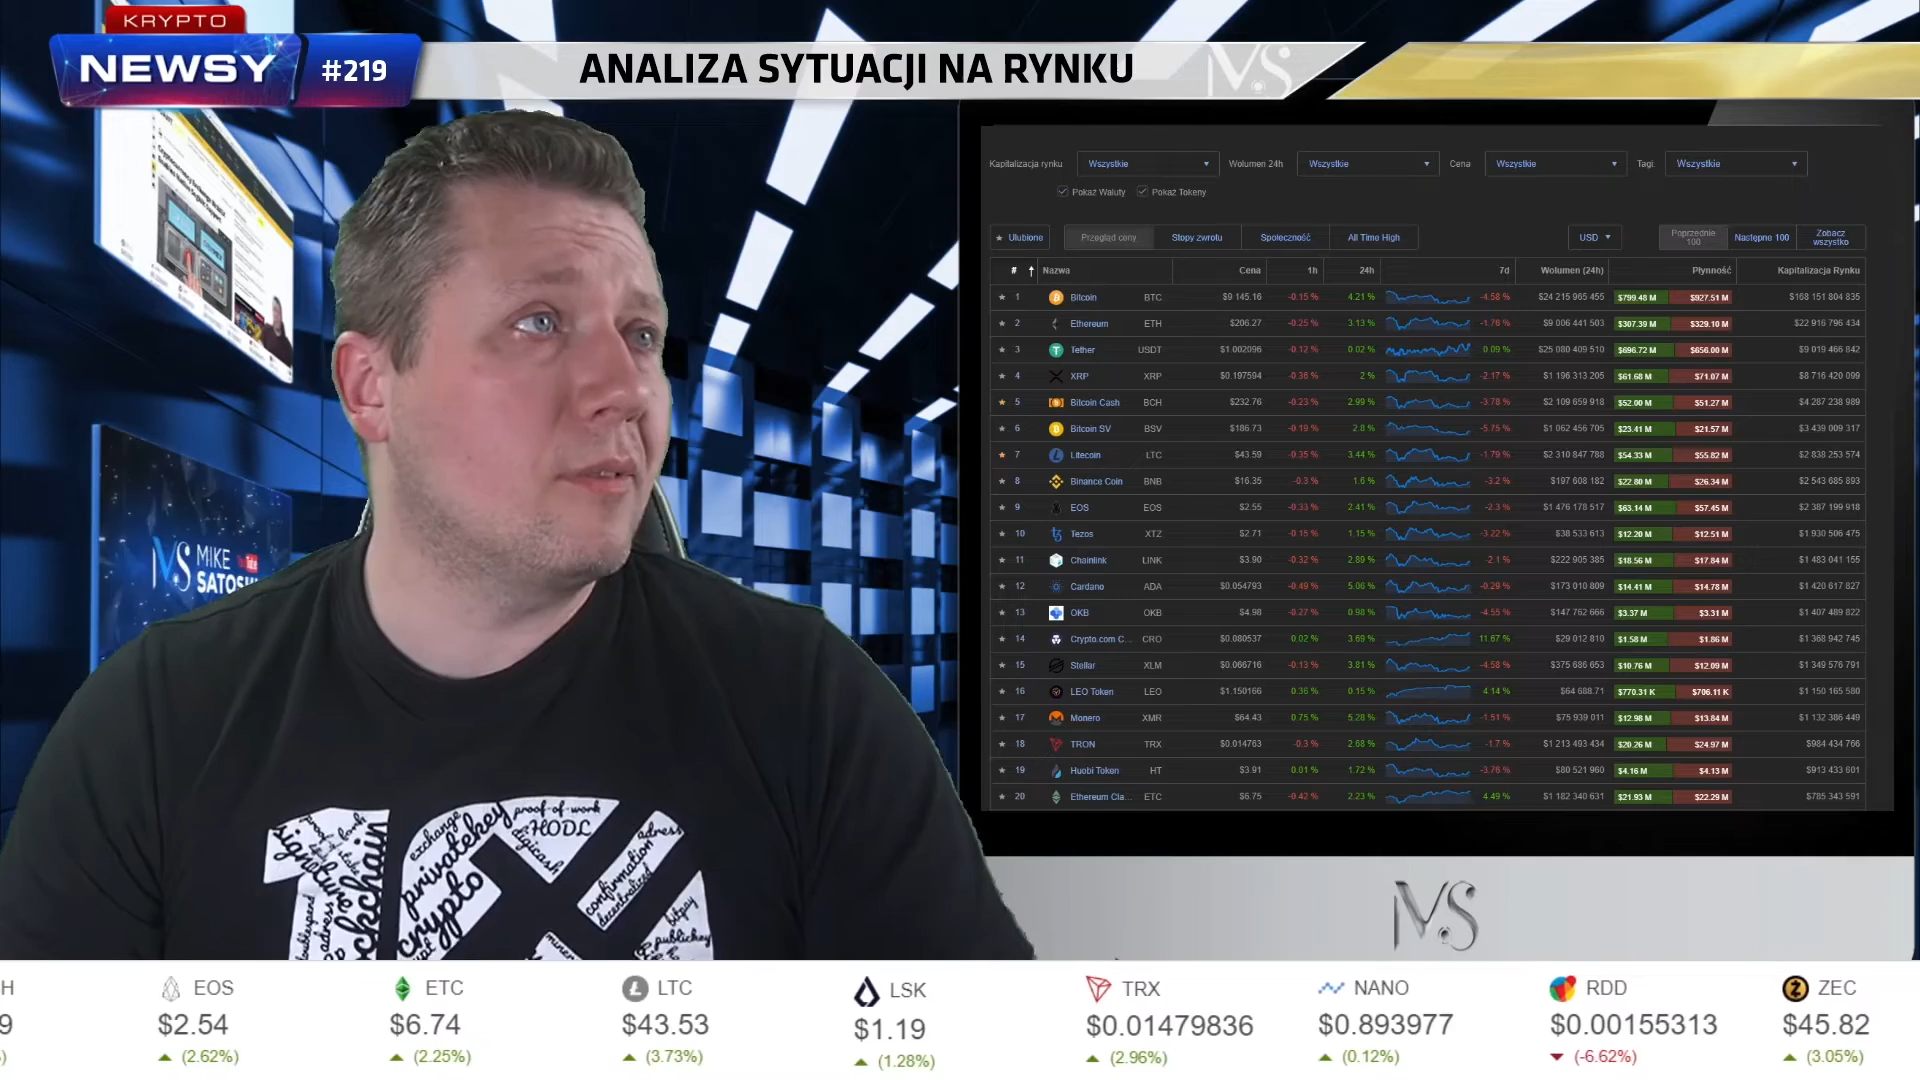 KRYPTO
NEWSY #219
ANALIZA SYTUACJI NA RYNKU
MS
MS MIKE
SATOSHI
Kapitalizacja rynku Wszystkie Wolumen 24h Wszystkie Cena Wszystkie Tagi: Wszystkie
Pokaż Waluty Pokaż Tokeny
Ulubione Przegląd ceny Stopy zwrotu Społeczność All Time High USD Poprzednie 100 Następne 100 Zobacz wszystko
# Nazwa Cena 1h 24h 7d Wolumen (24h) Płynność Kapitalizacja Rynku
1 Bitcoin BTC $9 145.16 -0.15 % 4.21 % -4.58 % $24 215 965 455 $799.48 M $927.51 M $168 151 804 835
2 Ethereum ETH $206.27 -0.25 % 3.13 % -1.76 % $9 006 441 503 $307.39 M $329.10 M $22 916 796 434
3 Tether USDT $1.002096 -0.12 % 0.02 % 0.09 % $25 080 409 510 $696.72 M $656.00 M $9 019 466 842
4 XRP XRP $0.197594 -0.36 % 2 % -2.17 % $1 196 313 205 $61.68 M $71.07 M $8 716 420 099
5 Bitcoin Cash BCH $232.76 -0.23 % 2.99 % -3.78 % $2 109 659 918 $52.00 M $51.27 M $4 287 238 989
6 Bitcoin SV BSV $186.73 -0.19 % 2.8 % -5.75 % $1 062 456 705 $23.41 M $21.57 M $3 439 009 317
7 Litecoin LTC $43.59 -0.35 % 3.44 % -1.79 % $2 310 847 788 $54.33 M $55.82 M $2 838 253 574
8 Binance Coin BNB $16.35 -0.3 % 1.6 % -3.2 % $197 608 182 $22.80 M $26.34 M $2 543 685 893
9 EOS EOS $2.55 -0.33 % 2.41 % -2.3 % $1 476 178 517 $63.14 M $57.45 M $2 387 199 918
10 Tezos XTZ $2.71 -0.15 % 1.15 % -3.22 % $38 533 613 $12.20 M $12.51 M $1 930 506 475
11 Chainlink LINK $3.90 -0.32 % 2.89 % -2.1 % $222 905 385 $18.56 M $17.84 M $1 483 041 155
12 Cardano ADA $0.054793 -0.49 % 5.06 % -0.29 % $173 010 809 $14.41 M $14.78 M $1 420 617 827
13 OKB OKB $4.98 -0.27 % 0.98 % -4.55 % $147 762 666 $3.37 M $3.31 M $1 407 489 822
14 Crypto.com C... CRO $0.080537 0.02 % 3.69 % 11.67 % $29 012 810 $1.58 M $1.86 M $1 368 942 745
15 Stellar XLM $0.066716 -0.13 % 3.81 % -4.58 % $375 686 653 $10.76 M $12.09 M $1 349 576 791
16 LEO Token LEO $1.150166 0.36 % 0.15 % 4.14 % $64 688.71 $770.31 K $706.11 K $1 150 165 580
17 Monero XMR $64.43 0.75 % 5.28 % -1.51 % $75 939 011 $12.98 M $13.84 M $1 132 386 449
18 TRON TRX $0.014763 -0.3 % 2.68 % -1.7 % $1 213 493 434 $20.26 M $24.97 M $984 434 766
19 Huobi Token HT $3.91 0.01 % 1.72 % -3.76 % $80 521 960 $4.16 M $4.13 M $913 433 601
20 Ethereum Cla... ETC $6.75 -0.42 % 2.23 % 4.49 % $1 182 340 631 $21.93 M $22.29 M $785 343 591
proof-of-work
exchange
HODL
digicash
privatekey
crypto
signature
adress
confirmation
decentralized
bitpay
publickey
doublespend
MS
H EOS ETC LTC LSK TRX NANO RDD ZEC
9 $2.54 $6.74 $43.53 $1.19 $0.01479836 $0.893977 $0.00155313 $45.82
(2.62%) (2.25%) (3.73%) (1.28%) (2.96%) (0.12%) (-6.62%) (3.05%)